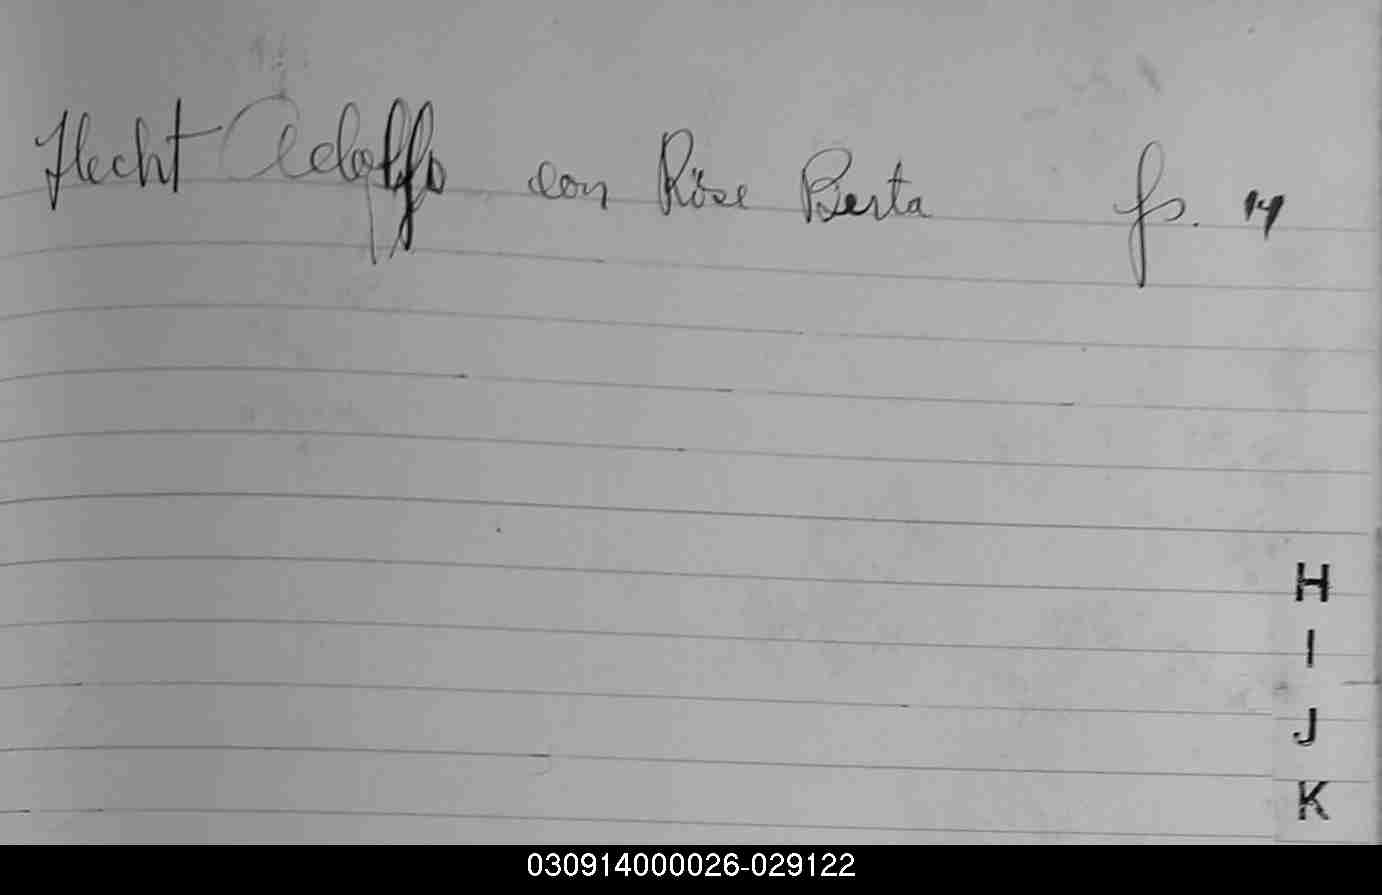 Hecht Adolfo con Röse Berta fs. 14
H
I
J
K
030914000026-029122